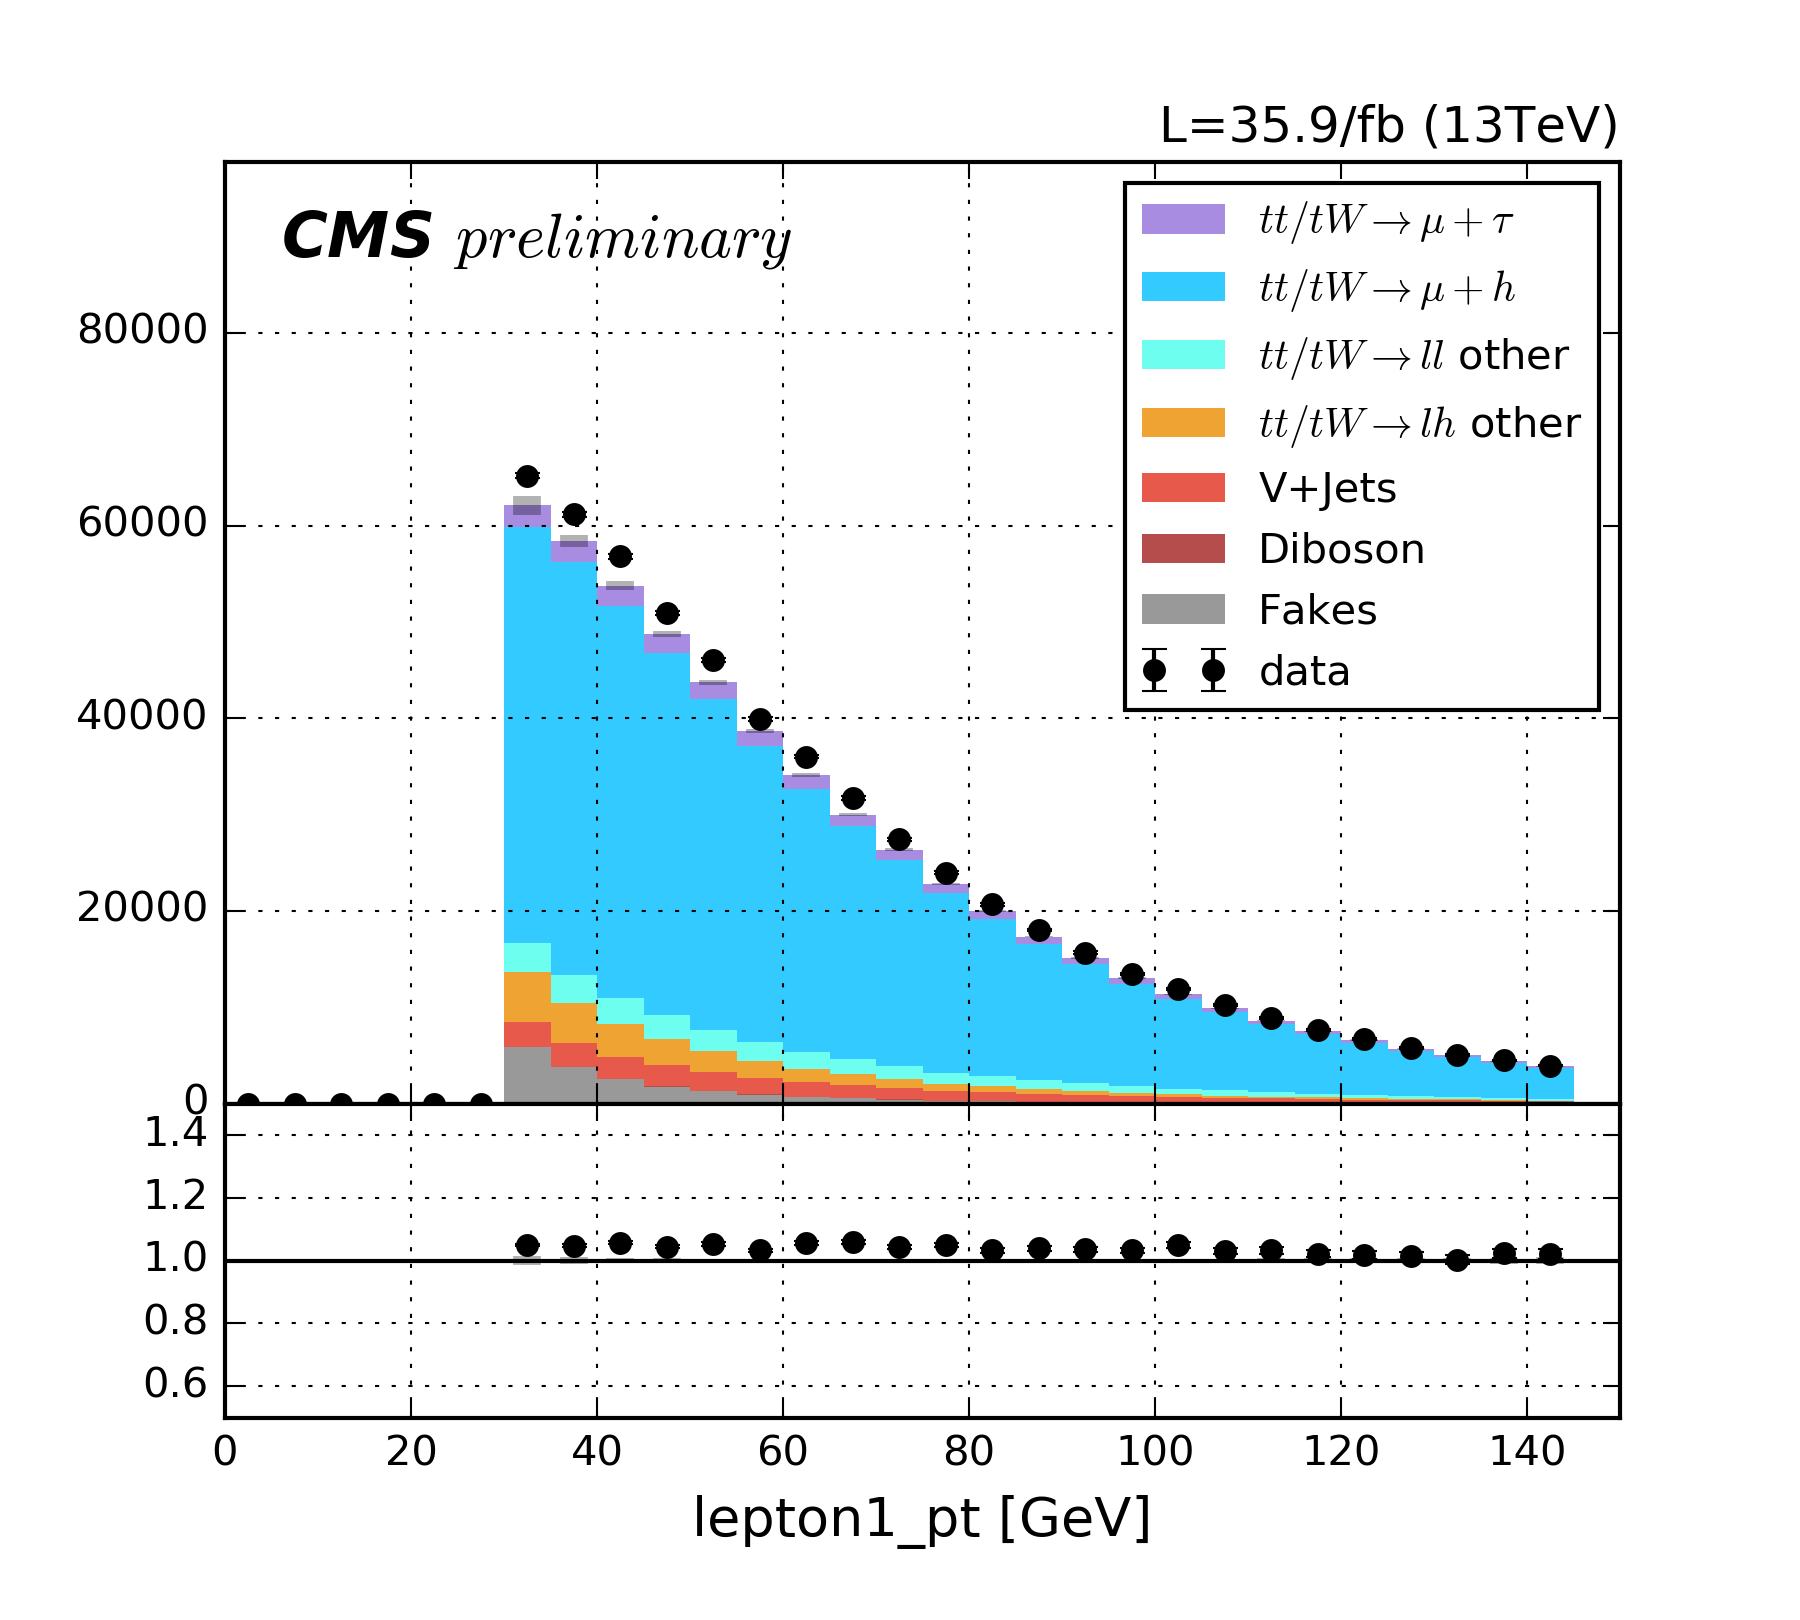 L=35.9/fb (13TeV)
CMS preliminary
tt/tW→μ+τ
tt/tW→μ+h
tt/tW→ll other
tt/tW→lh other
V+Jets
Diboson
Fakes
data
80000
60000
40000
20000
0
1.4
1.2
1.0
0.8
0.6
0 20 40 60 80 100 120 140
lepton1_pt [GeV]